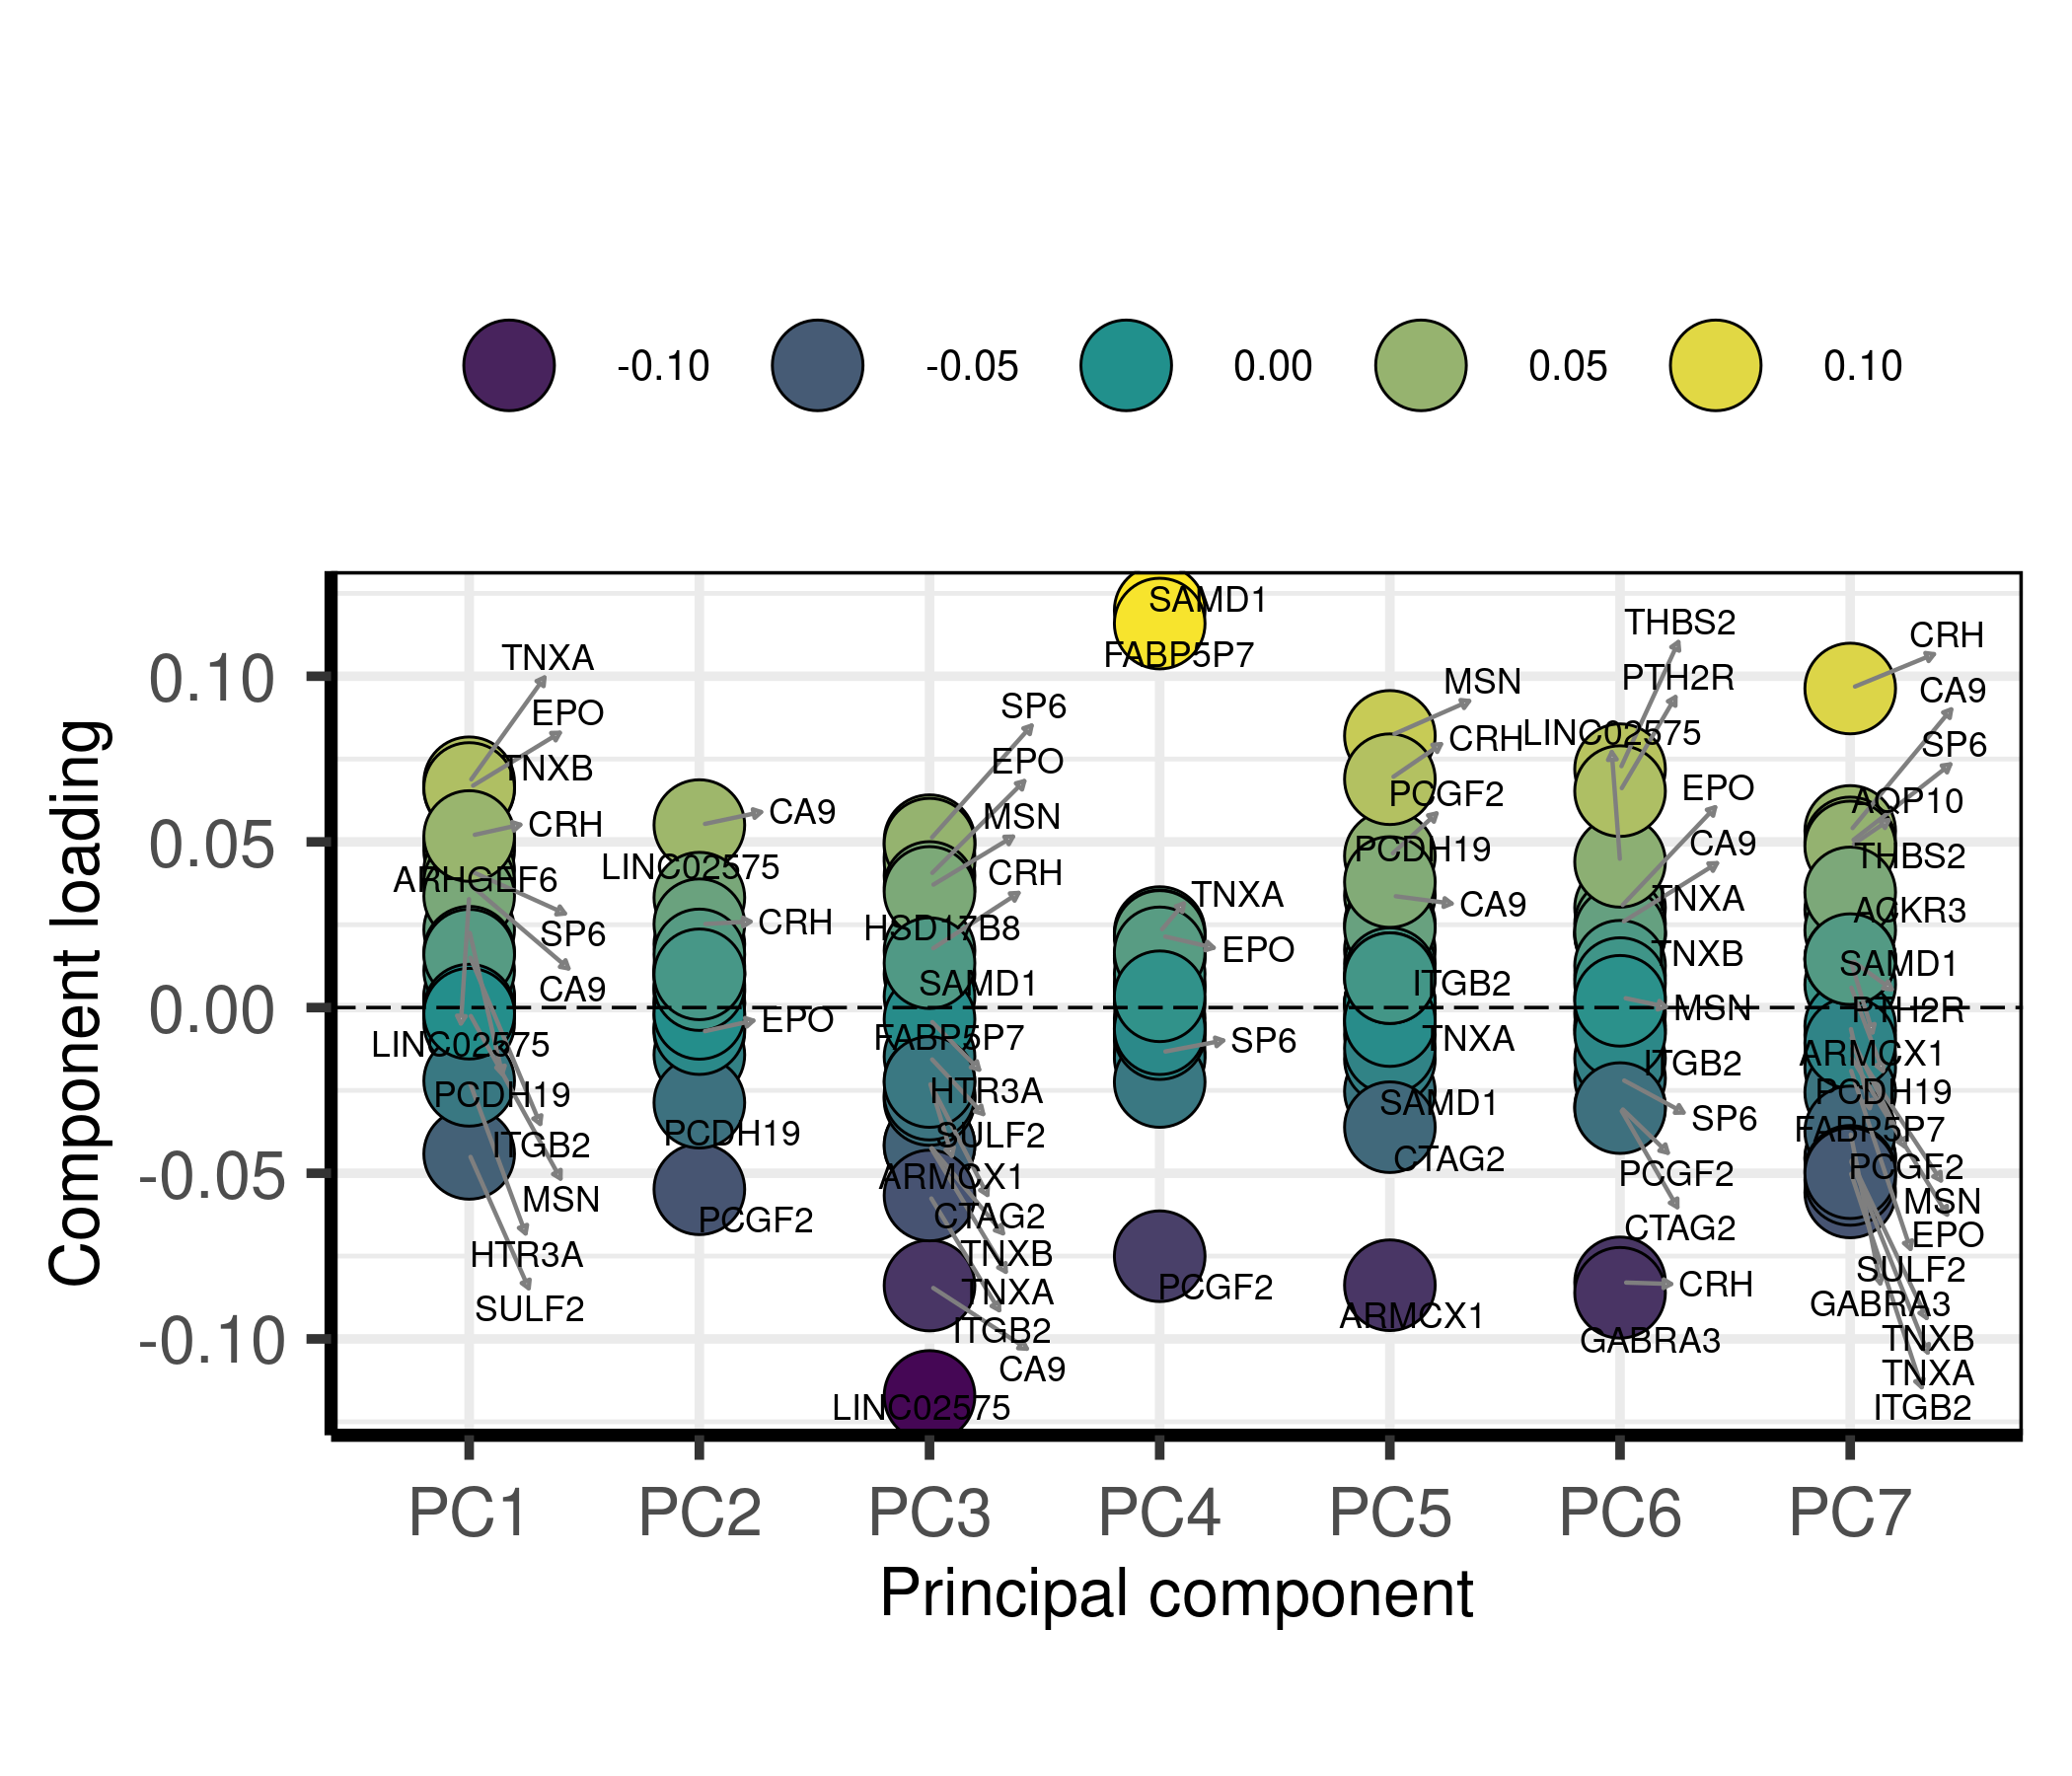 -0.10 -0.05 0.00 0.05 0.10
Component loading
0.10
0.05
0.00
-0.05
-0.10
TNXA
EPO
TNXB
CRH
ARHGEF6
SP6
CA9
LINC02575
PCDH19
ITGB2
MSN
HTR3A
SULF2
CA9
LINC02575
CRH
EPO
PCDH19
PCGF2
SP6
EPO
MSN
CRH
HSD17B8
SAMD1
FABP5P7
HTR3A
SULF2
ARMCX1
CTAG2
TNXB
TNXA
ITGB2
CA9
LINC02575
SAMD1
FABP5P7
TNXA
EPO
SP6
PCGF2
MSN
CRH
PCGF2
PCDH19
CA9
ITGB2
TNXA
SAMD1
CTAG2
ARMCX1
THBS2
PTH2R
LINC02575
EPO
CA9
TNXA
TNXB
MSN
ITGB2
SP6
PCGF2
CTAG2
CRH
GABRA3
CRH
CA9
SP6
AQP10
THBS2
ACKR3
SAMD1
PTH2R
ARMCX1
PCDH19
FABP5P7
PCGF2
MSN
EPO
SULF2
GABRA3
TNXB
TNXA
ITGB2
PC1 PC2 PC3 PC4 PC5 PC6 PC7
Principal component